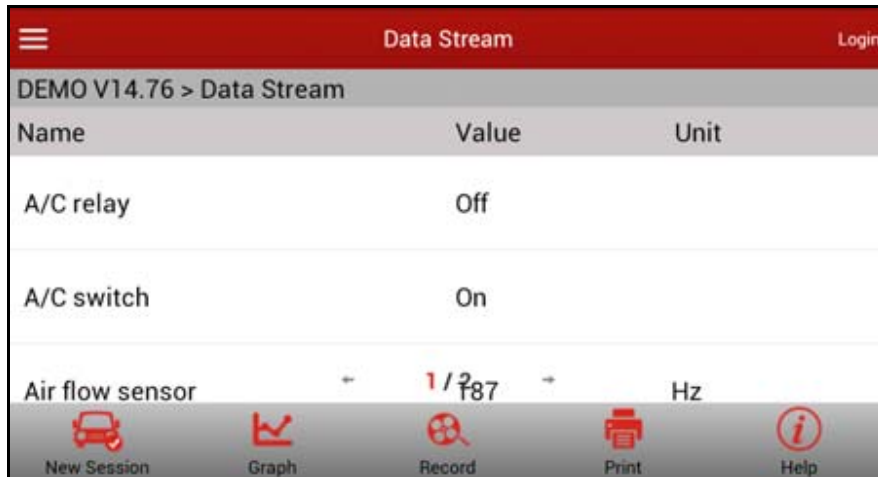 Data Stream Login
DEMO V14.76 > Data Stream
Name Value Unit
A/C relay Off
A/C switch On
Air flow sensor 187 Hz
1 / 2
New Session Graph Record Print Help